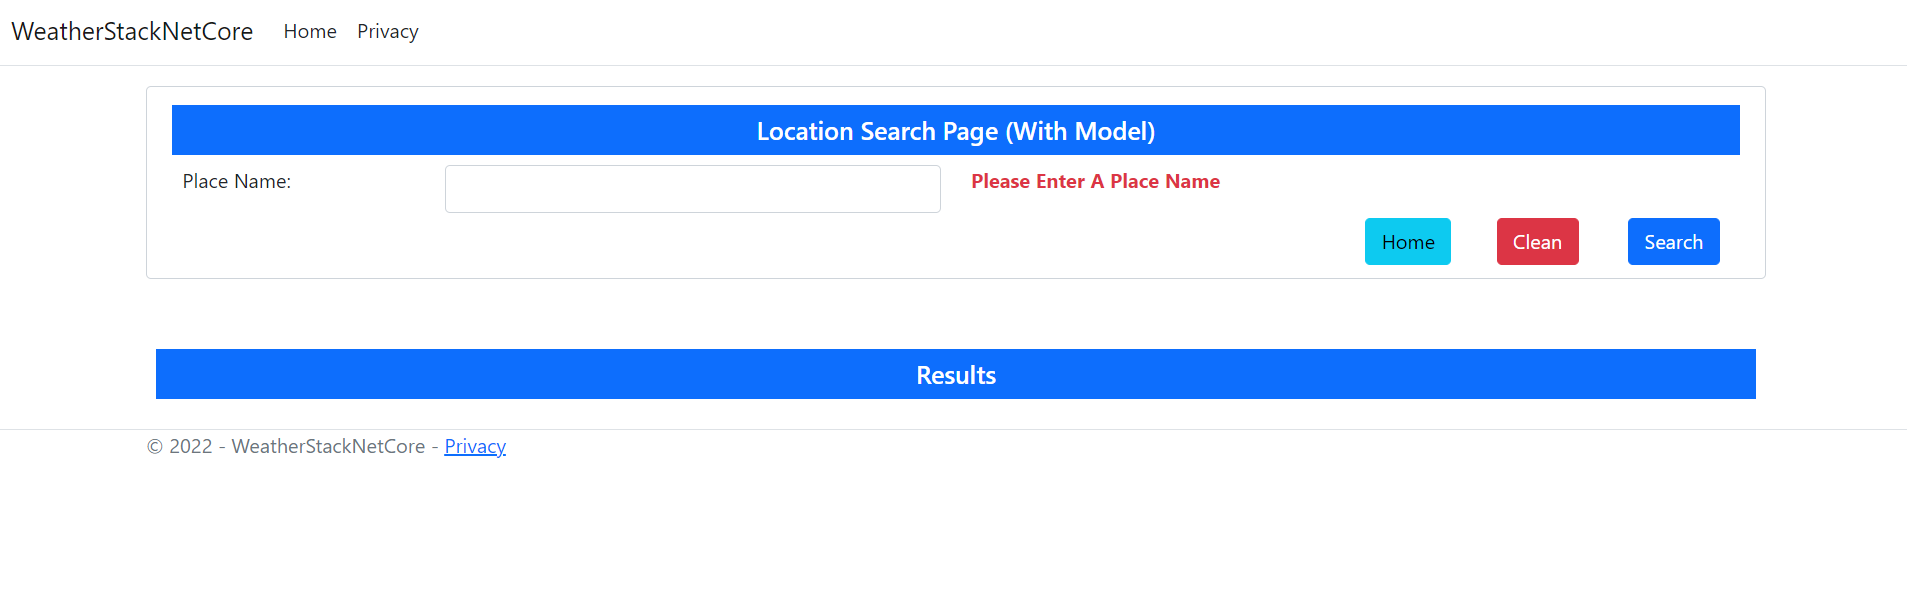 WeatherStackNetCore Home Privacy
Location Search Page (With Model)
Place Name: Please Enter A Place Name
Home Clean Search
Results
© 2022 - WeatherStackNetCore - Privacy